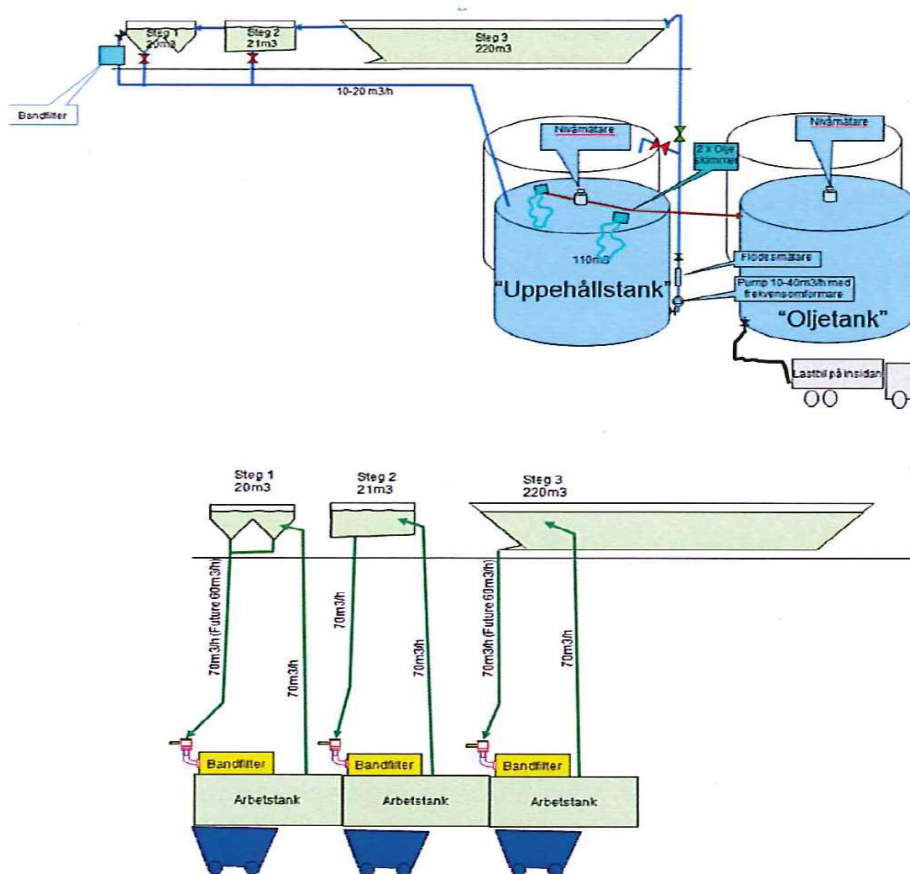 Steg 1
20m3
Steg 2
21m3
Steg 3
220m3
Bandfilter
10-20 m3/h
Nivåmätare
Nivåmätare
2 x Olje
skimmer
110m3
"Uppehållstank"
Flödesmätare
Pump 10-40m3/h med
frekvensomformare
"Oljetank"
Lastbil på insidan
Steg 1
20m3
Steg 2
21m3
Steg 3
220m3
70m3/h (Future 60m3/h)
70m3/h
70m3/h
70m3/h
70m3/h (Future 60m3/h)
70m3/h
Bandfilter
Bandfilter
Bandfilter
Arbetstank
Arbetstank
Arbetstank